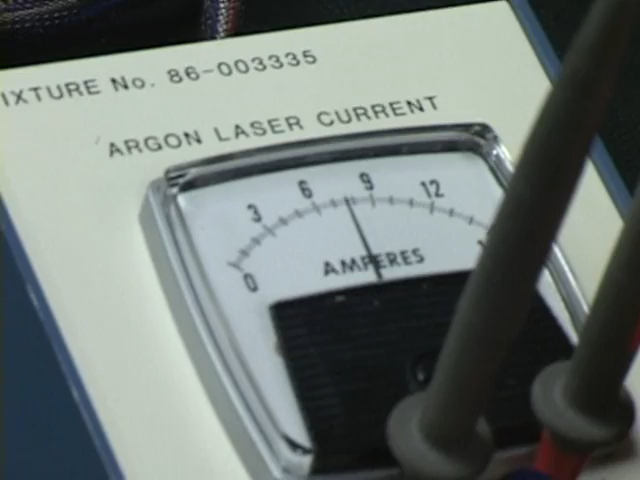 IXTURE No. 86-003335
ARGON LASER CURRENT
0 3 6 9 12
AMPERES